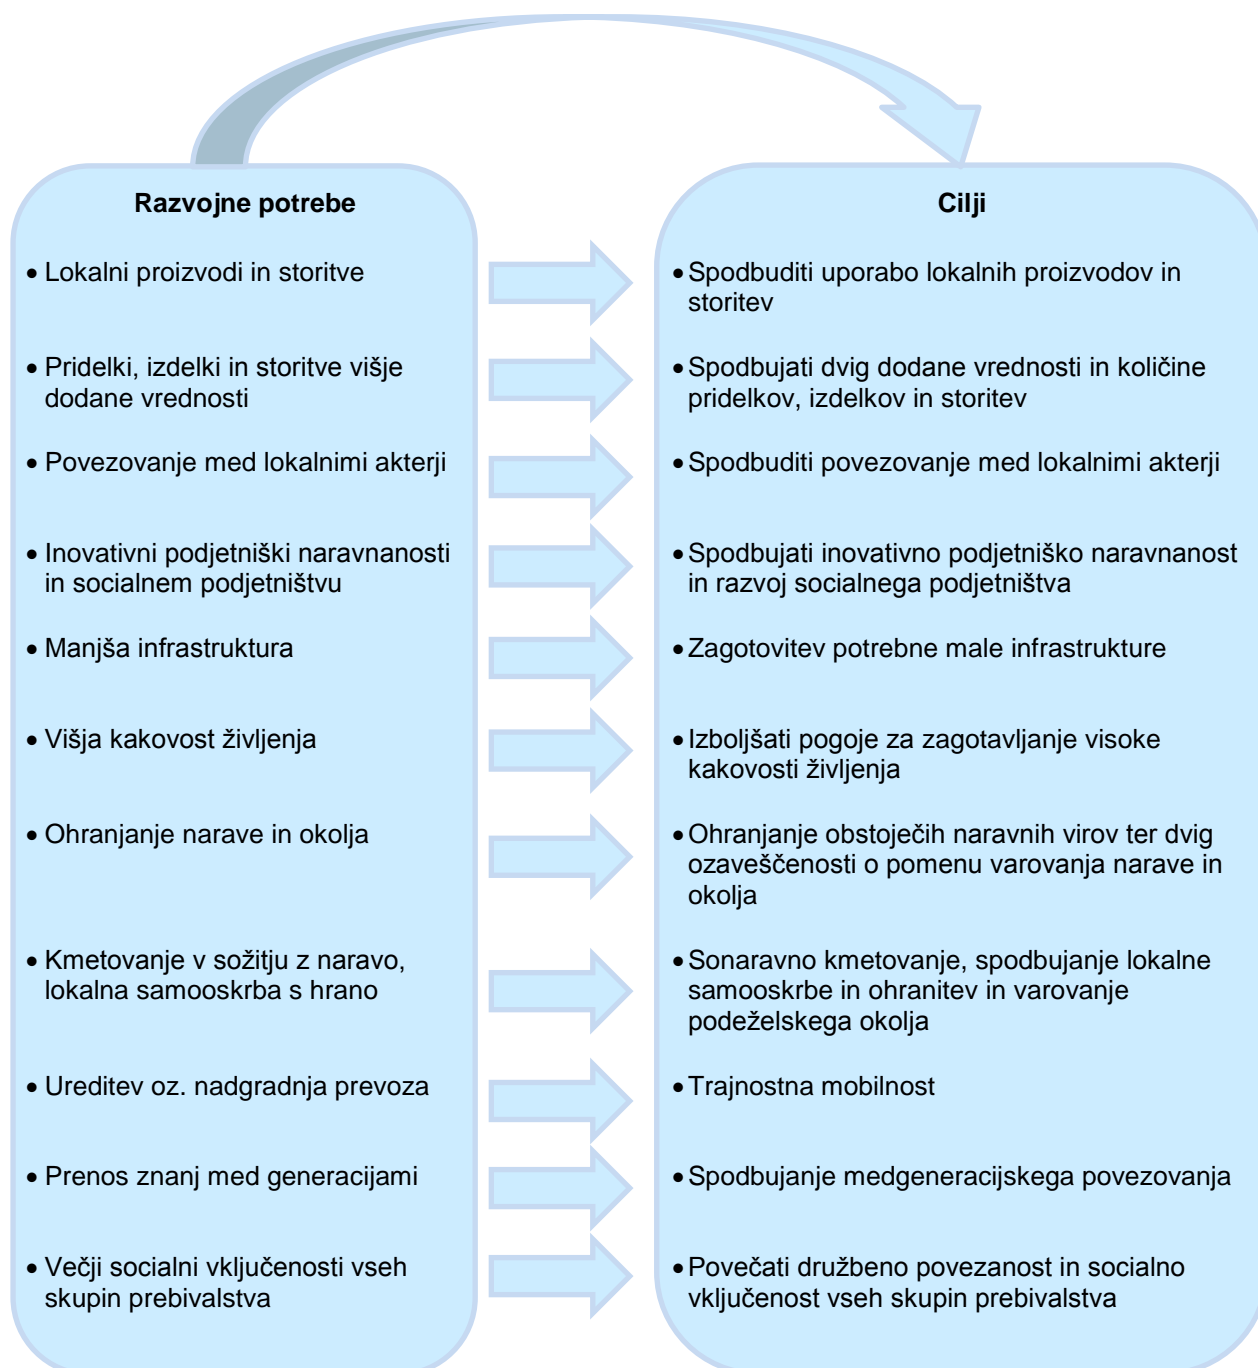 Razvojne potrebe
• Lokalni proizvodi in storitve
• Pridelki, izdelki in storitve višje
dodane vrednosti
• Povezovanje med lokalnimi akterji
• Inovativni podjetniški naravnanosti
in socialnem podjetništvu
• Manjša infrastruktura
• Višja kakovost življenja
• Ohranjanje narave in okolja
• Kmetovanje v sožitju z naravo,
lokalna samooskrba s hrano
• Ureditev oz. nadgradnja prevoza
• Prenos znanj med generacijami
• Večji socialni vključenosti vseh
skupin prebivalstva
Cilji
• Spodbuditi uporabo lokalnih proizvodov in
storitev
• Spodbujati dvig dodane vrednosti in količine
pridelkov, izdelkov in storitev
• Spodbuditi povezovanje med lokalnimi akterji
• Spodbujati inovativno podjetniško naravnanost
in razvoj socialnega podjetništva
• Zagotovitev potrebne male infrastrukture
• Izboljšati pogoje za zagotavljanje visoke
kakovosti življenja
• Ohranjanje obstoječih naravnih virov ter dvig
ozaveščenosti o pomenu varovanja narave in
okolja
• Sonaravno kmetovanje, spodbujanje lokalne
samooskrbe in ohranitev in varovanje
podeželskega okolja
• Trajnostna mobilnost
• Spodbujanje medgeneracijskega povezovanja
• Povečati družbeno povezanost in socialno
vključenost vseh skupin prebivalstva